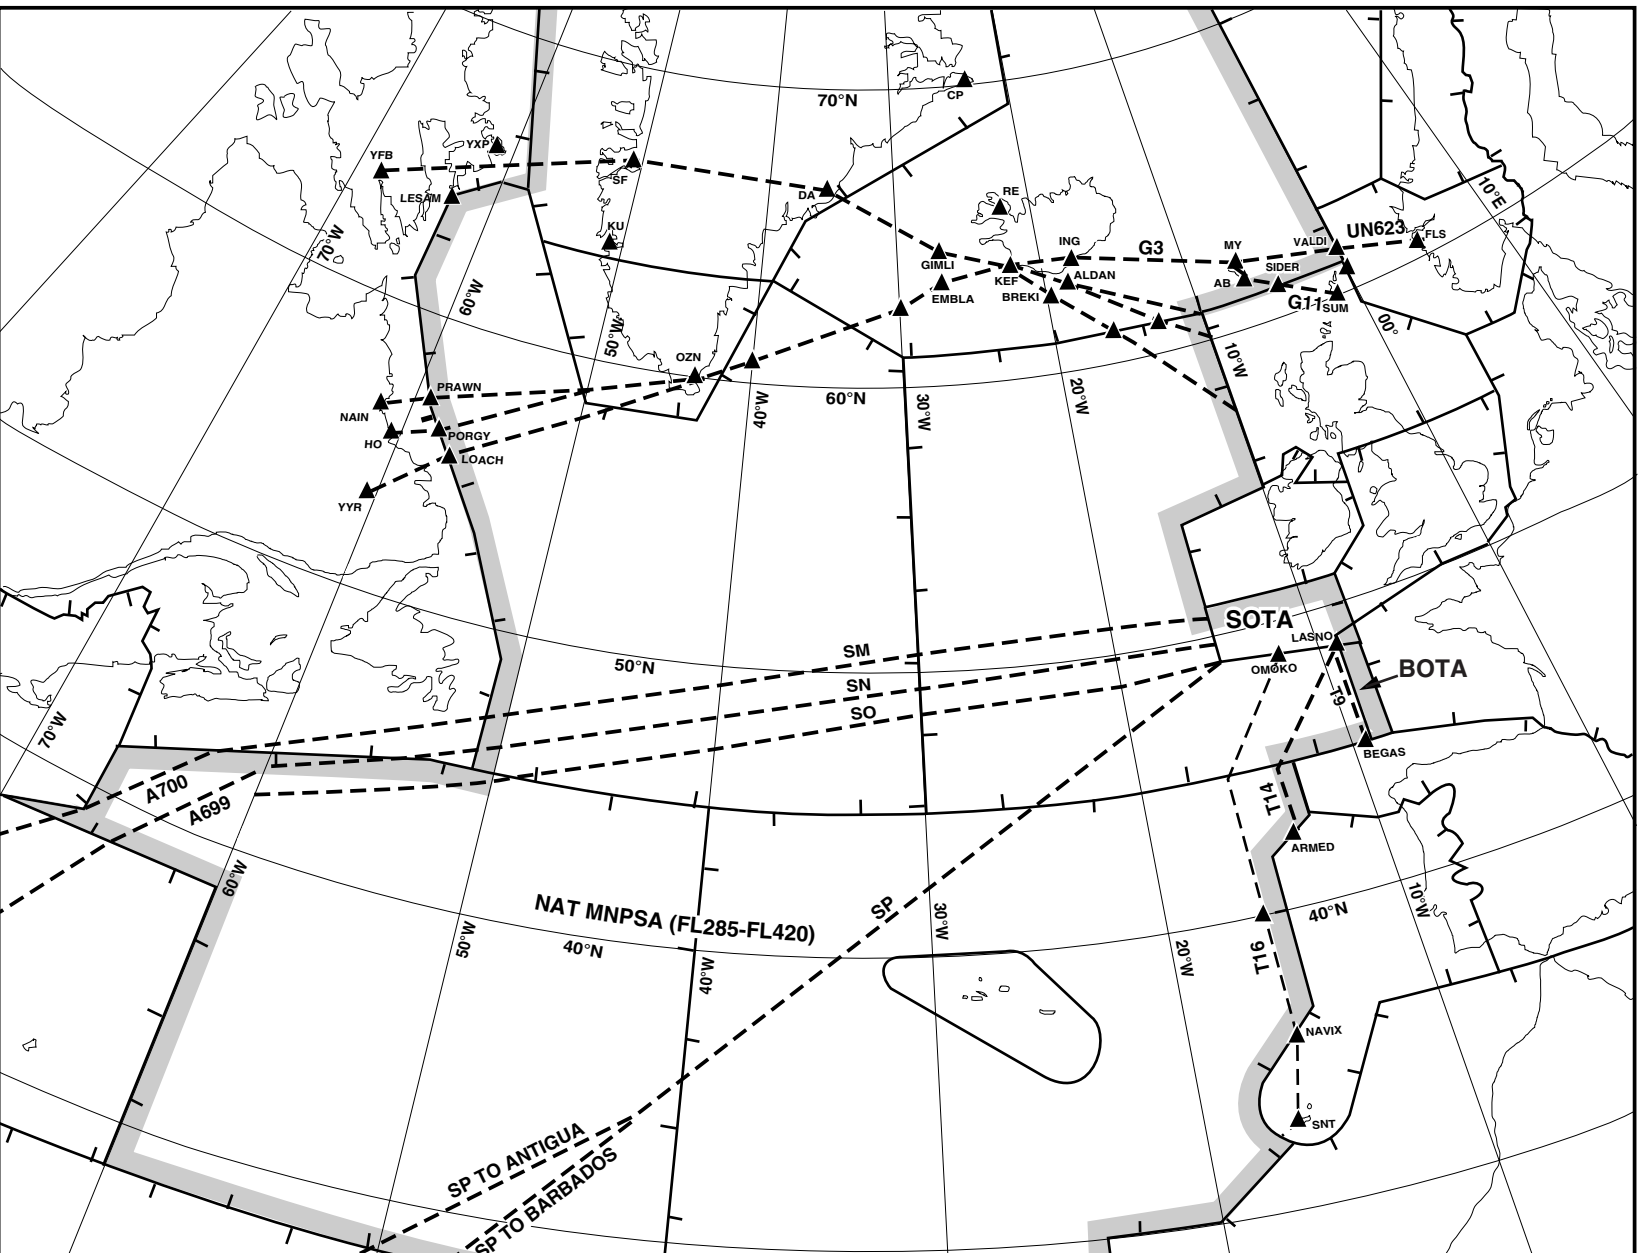 70°N
CP
YXP
YFB
SF
LESAM
DA
RE
KU
70°W
10°E
UN623
FLS
VALDI
ING
G3
MY
GIMLI
KEF
ALDAN
AB
SIDER
EMBLA
BREKI
G11
SUM
60°W
50°W
00°
10°W
OZN
PRAWN
NAIN
60°N
40°W
30°W
20°W
HO
PORGY
LOACH
YYR
SOTA
LASNO
SM
50°N
OMOKO
BOTA
SN
T9
SO
70°W
BEGAS
A700
A699
T14
ARMED
60°W
SP
NAT MNPSA (FL285-FL420)
30°W
40°N
10°W
50°W
40°N
T16
20°W
40°W
NAVIX
SNT
SP TO ANTIGUA
SP TO BARBADOS